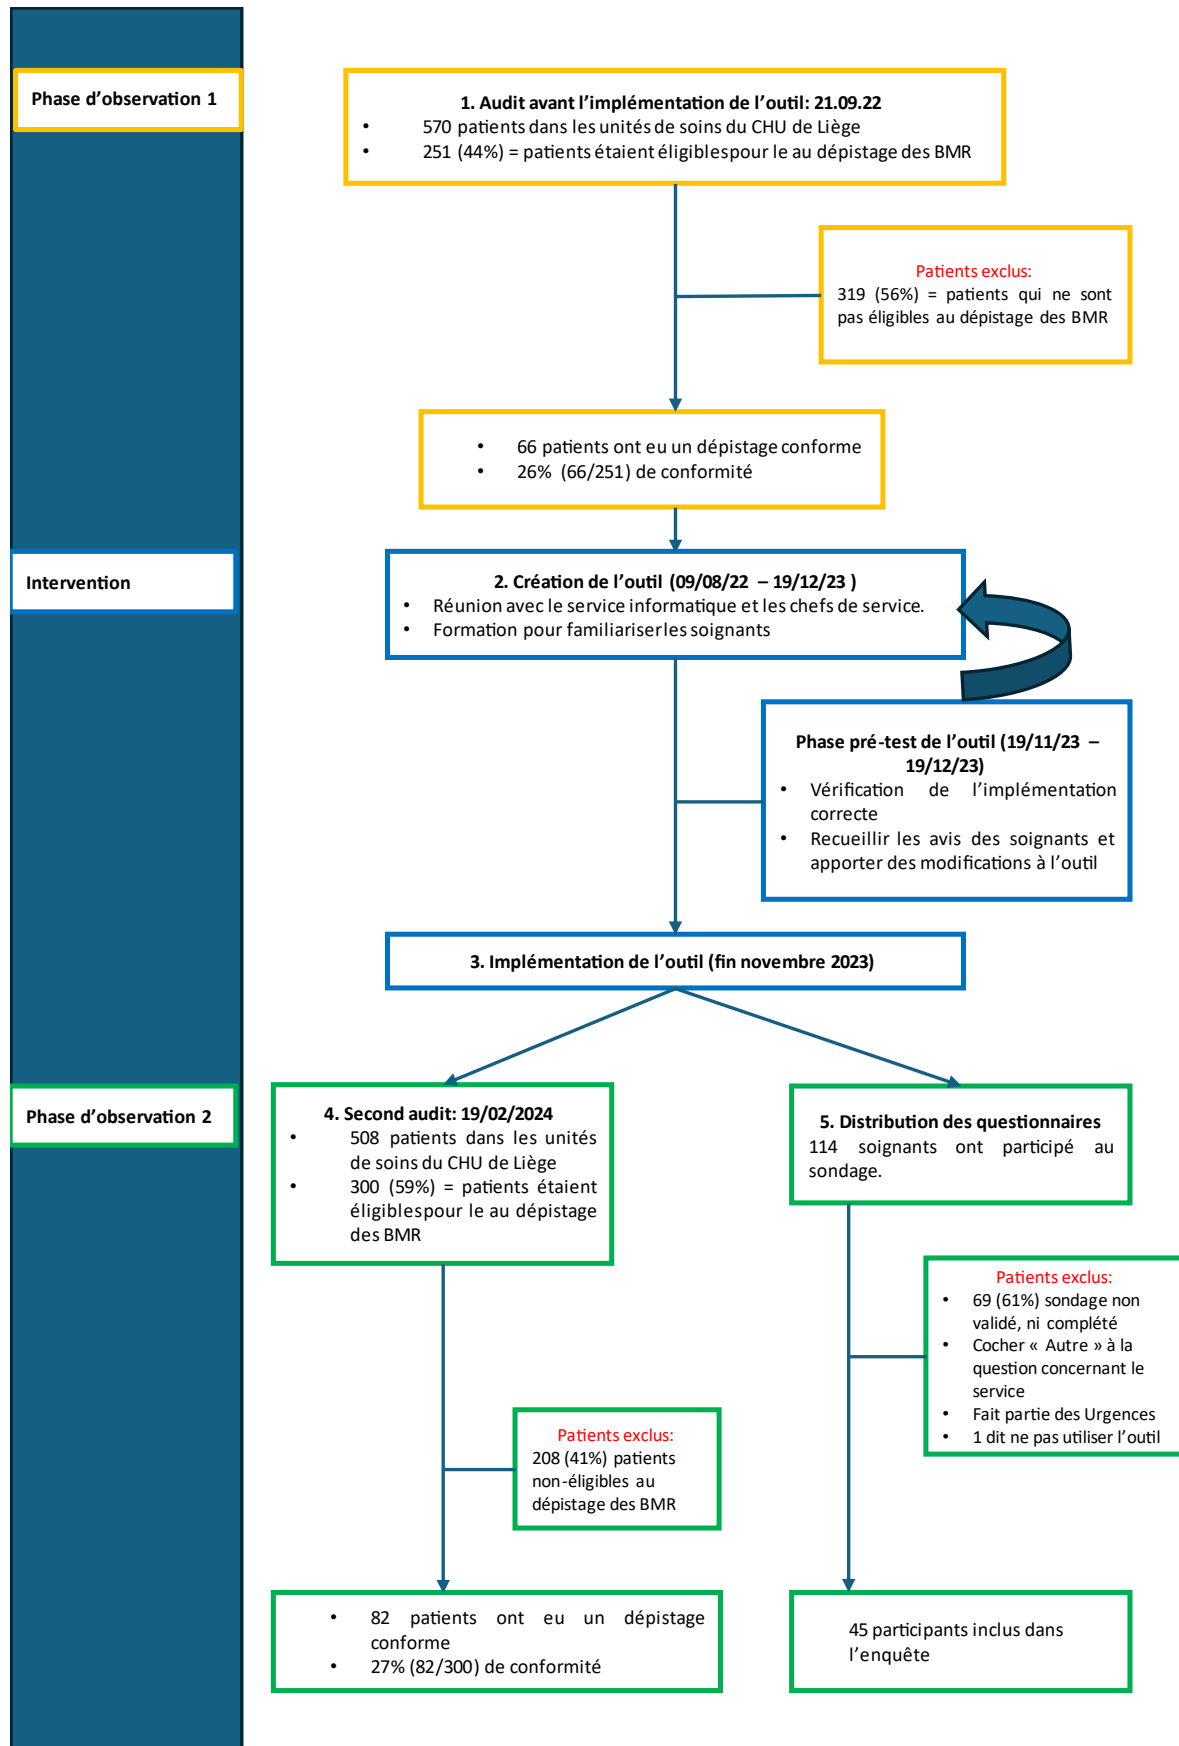 Phase d’observation 1
1. Audit avant l’implémentation de l’outil: 21.09.22
• 570 patients dans les unités de soins du CHU de Liège
• 251 (44%) = patients étaient éligiblespour le au dépistage des BMR
Patients exclus:
319 (56%) = patients qui ne sont
pas éligibles au dépistage des BMR
• 66 patients ont eu un dépistage conforme
• 26% (66/251) de conformité
Intervention
2. Création de l’outil (09/08/22 – 19/12/23 )
• Réunion avec le service informatique et les chefs de service.
• Formation pour familiariserles soignants
Phase pré-test de l’outil (19/11/23 –
19/12/23)
• Vérification de l’implémentation
correcte
• Recueillir les avis des soignants et
apporter des modifications à l’outil
3. Implémentation de l’outil (fin novembre 2023)
Phase d’observation 2
4. Second audit: 19/02/2024
• 508 patients dans les unités
de soins du CHU de Liège
• 300 (59%) = patients étaient
éligiblespour le au dépistage
des BMR
5. Distribution des questionnaires
114 soignants ont participé au
sondage.
Patients exclus:
• 69 (61%) sondage non
validé, ni complété
• Cocher « Autre » à la
question concernant le
service
• Fait partie des Urgences
• 1 dit ne pas utiliser l’outil
Patients exclus:
208 (41%) patients
non-éligibles au
dépistage des BMR
• 82 patients ont eu un dépistage
conforme
• 27% (82/300) de conformité
45 participants inclus dans
l’enquête